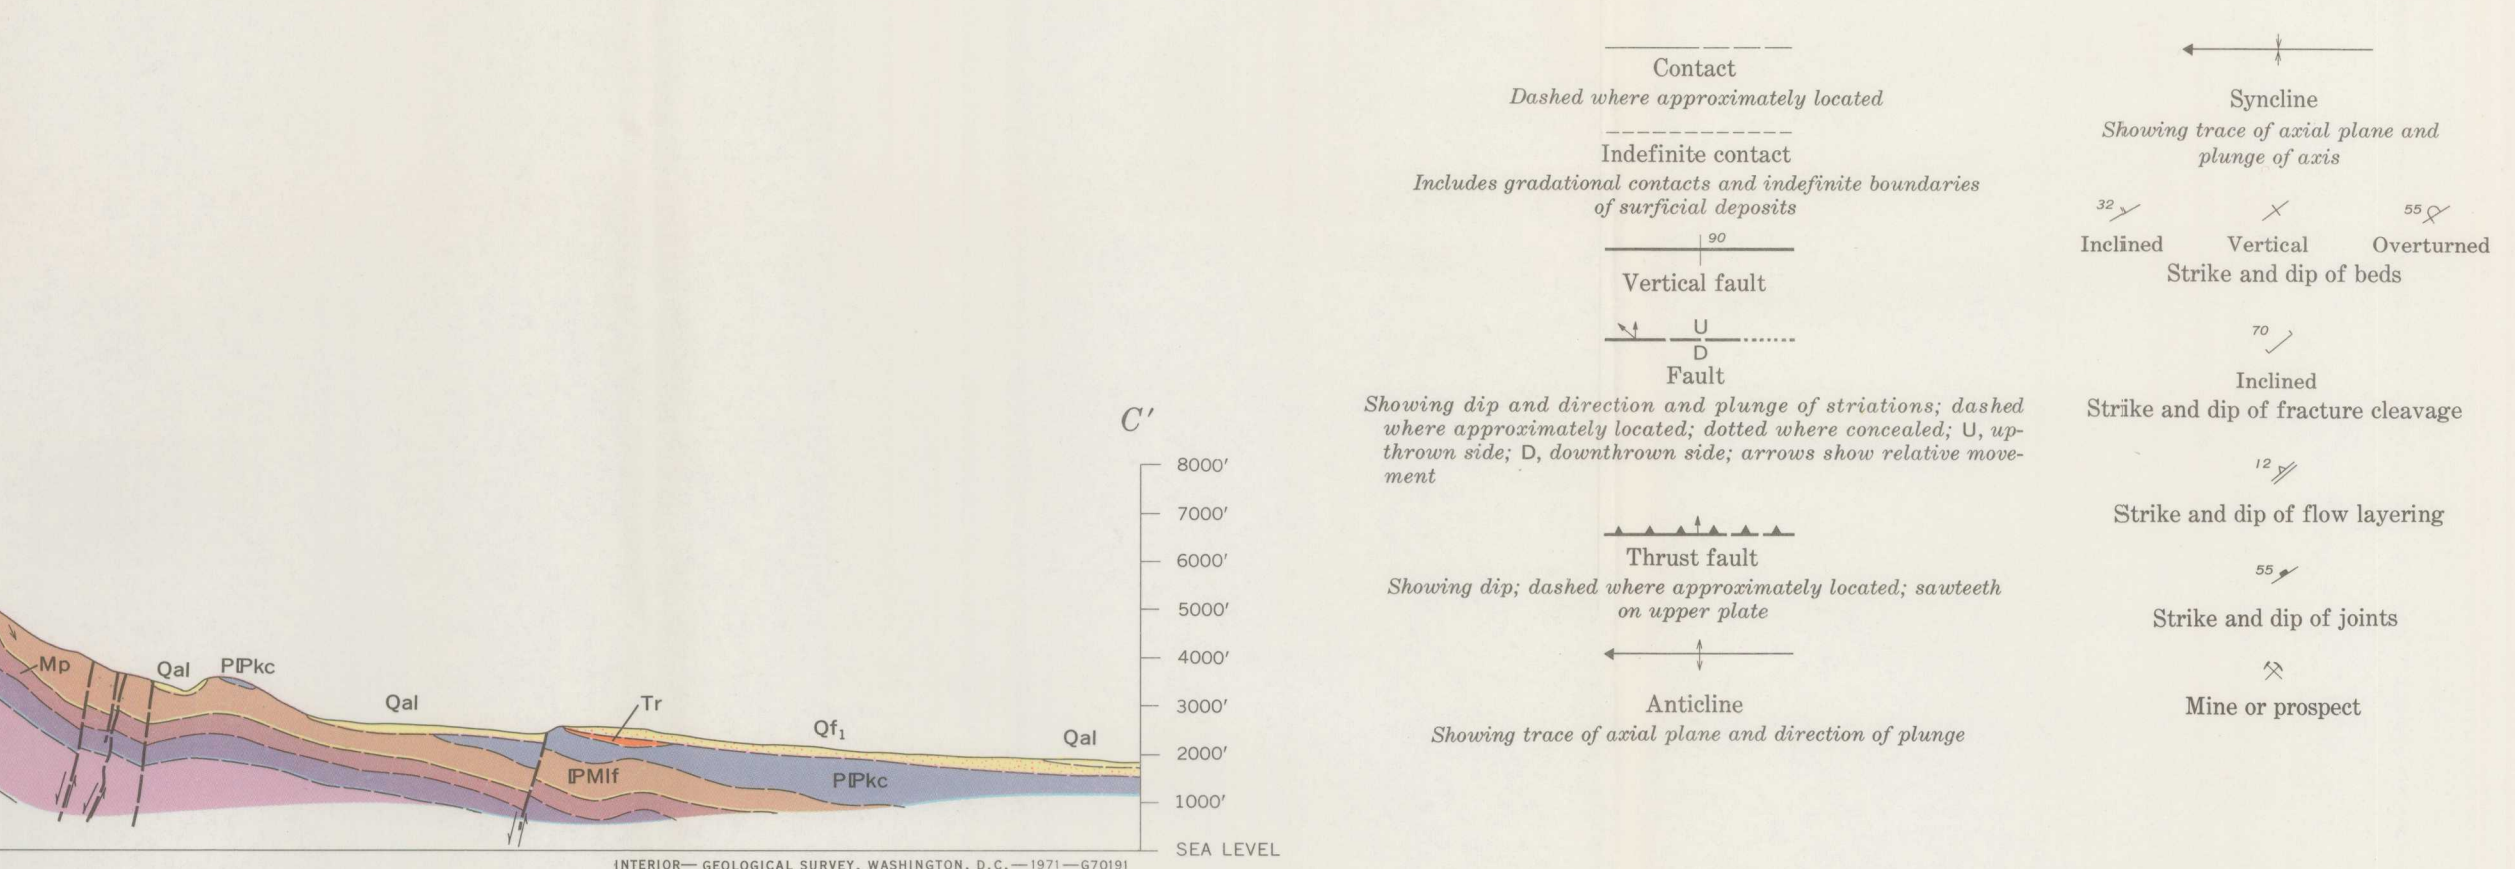 C′
8000′
7000′
6000′
5000′
4000′
3000′
2000′
1000′
SEA LEVEL
Mp
Qal
PIPkc
Qal
Tr
Qf₁
Qal
IPMlf
PIPkc
INTERIOR— GEOLOGICAL SURVEY, WASHINGTON, D.C.—1971—G70191
Contact
Dashed where approximately located
Indefinite contact
Includes gradational contacts and indefinite boundaries
of surficial deposits
90
Vertical fault
U
D
Fault
Showing dip and direction and plunge of striations; dashed
where approximately located; dotted where concealed; U, up-
thrown side; D, downthrown side; arrows show relative move-
ment
Thrust fault
Showing dip; dashed where approximately located; sawteeth
on upper plate
Anticline
Showing trace of axial plane and direction of plunge
Syncline
Showing trace of axial plane and
plunge of axis
32 55
Inclined Vertical Overturned
Strike and dip of beds
70
Inclined
Strike and dip of fracture cleavage
12
Strike and dip of flow layering
55
Strike and dip of joints
Mine or prospect